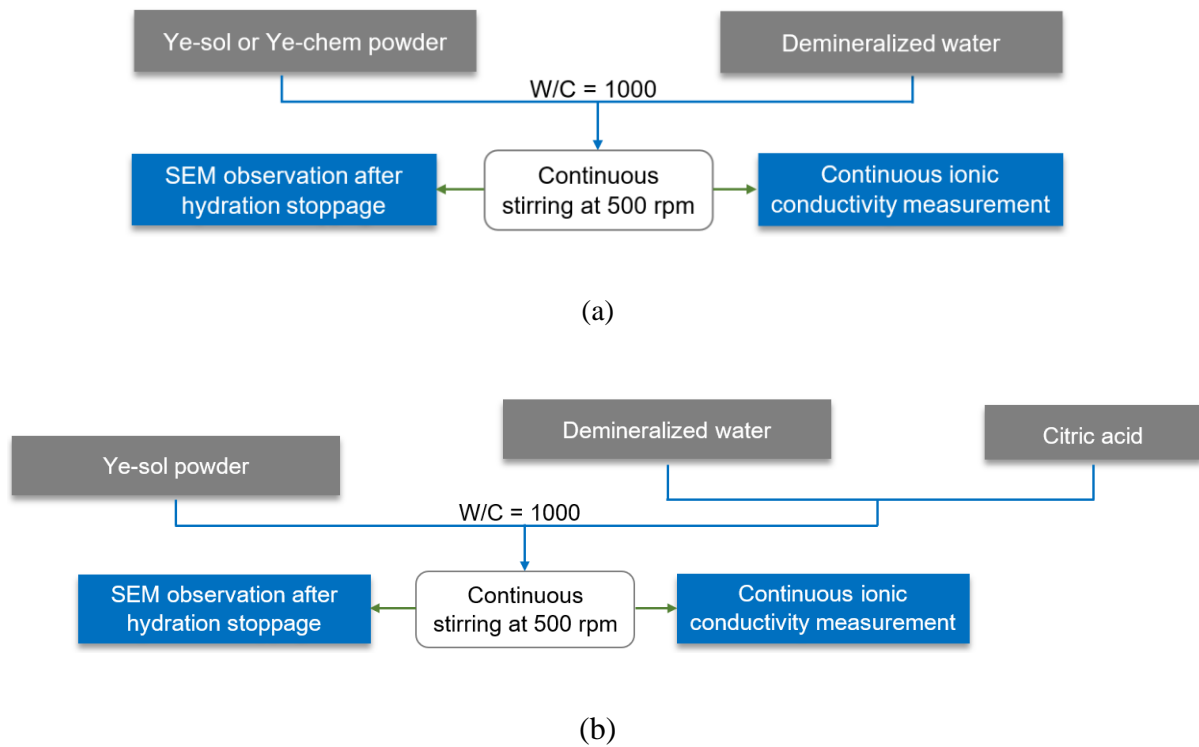 Ye-sol or Ye-chem powder
Demineralized water
W/C = 1000
SEM observation after
hydration stoppage
Continuous
stirring at 500 rpm
Continuous ionic
conductivity measurement
(a)
Demineralized water
Citric acid
Ye-sol powder
W/C = 1000
SEM observation after
hydration stoppage
Continuous
stirring at 500 rpm
Continuous ionic
conductivity measurement
(b)